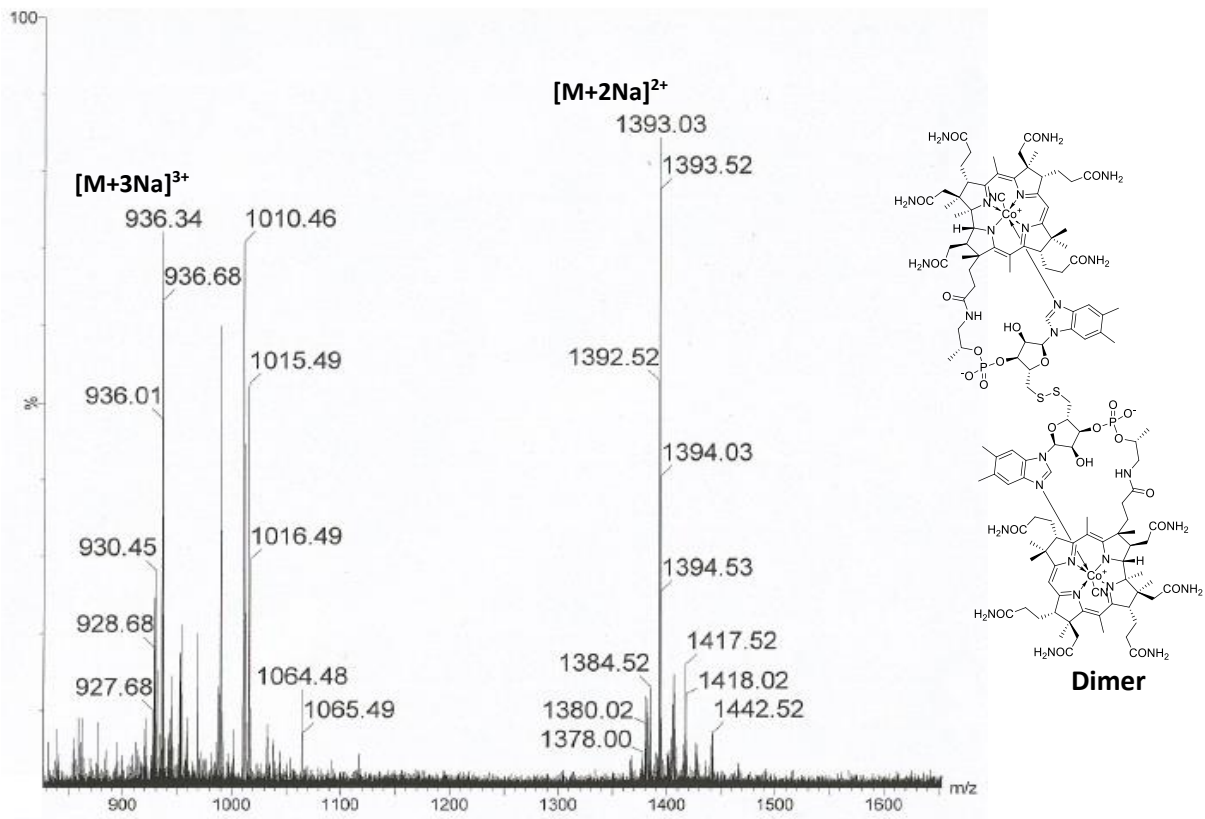 100
%
[M+3Na]3+
936.34
936.68
936.01
930.45
928.68
927.68
1010.46
1015.49
1016.49
1064.48
1065.49
[M+2Na]2+
1393.03
1393.52
1392.52
1394.03
1394.53
1384.52
1380.02
1378.00
1417.52
1418.02
1442.52
900 1000 1100 1200 1300 1400 1500 1600 m/z
H2NOC
CONH2
CONH2
H2NOC
NC
N
N
Co+
N
N
H
H2NOC
CONH2
O
NH
N
N
HO
O
P
O
O
-O
O
S
S
O
O
P
O-
O
O
N
OH
N
HN
O
H2NOC
CONH2
N
N
H
Co+
N
CN
N
H2NOC
CONH2
H2NOC
CONH2
Dimer